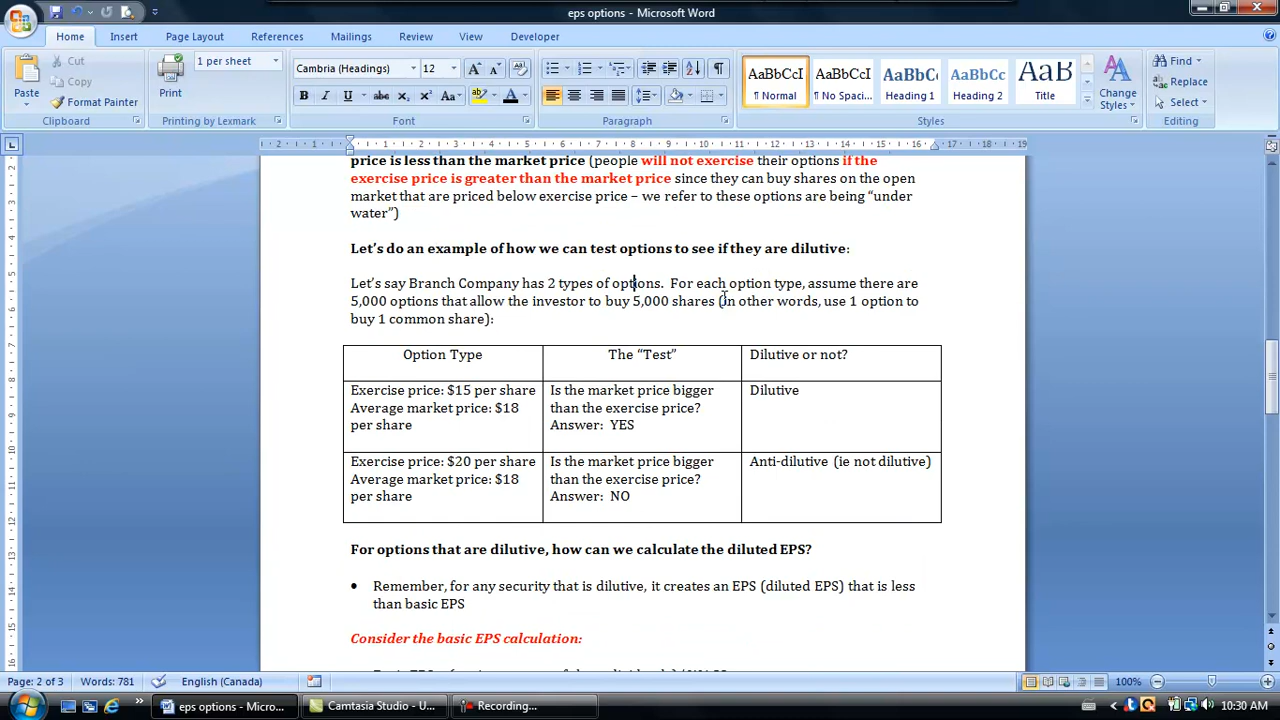 eps options - Microsoft Word
Home Insert Page Layout References Mailings Review View Developer
Paste
Cut
Copy
Format Painter
Clipboard
Print
1 per sheet
Printing by Lexmark
Cambria (Headings) 12
Font
Paragraph
AaBbCcI AaBbCcI AaBbC AaBbCc AaB
¶ Normal ¶ No Spaci... Heading 1 Heading 2 Title
Change Styles
Styles
Find
Replace
Select
Editing
price is less than the market price (people will not exercise their options if the
exercise price is greater than the market price since they can buy shares on the open
market that are priced below exercise price – we refer to these options are being “under
water”)
Let’s do an example of how we can test options to see if they are dilutive:
Let’s say Branch Company has 2 types of options. For each option type, assume there are
5,000 options that allow the investor to buy 5,000 shares (in other words, use 1 option to
buy 1 common share):
Option Type The “Test” Dilutive or not?
Exercise price: $15 per share Is the market price bigger Dilutive
Average market price: $18 than the exercise price?
per share Answer: YES
Exercise price: $20 per share Is the market price bigger Anti-dilutive (ie not dilutive)
Average market price: $18 than the exercise price?
per share Answer: NO
For options that are dilutive, how can we calculate the diluted EPS?
• Remember, for any security that is dilutive, it creates an EPS (diluted EPS) that is less
than basic EPS
Consider the basic EPS calculation:
Page: 2 of 3 Words: 781 English (Canada) 100%
eps options - Micro... Camtasia Studio - U... Recording... 10:30 AM